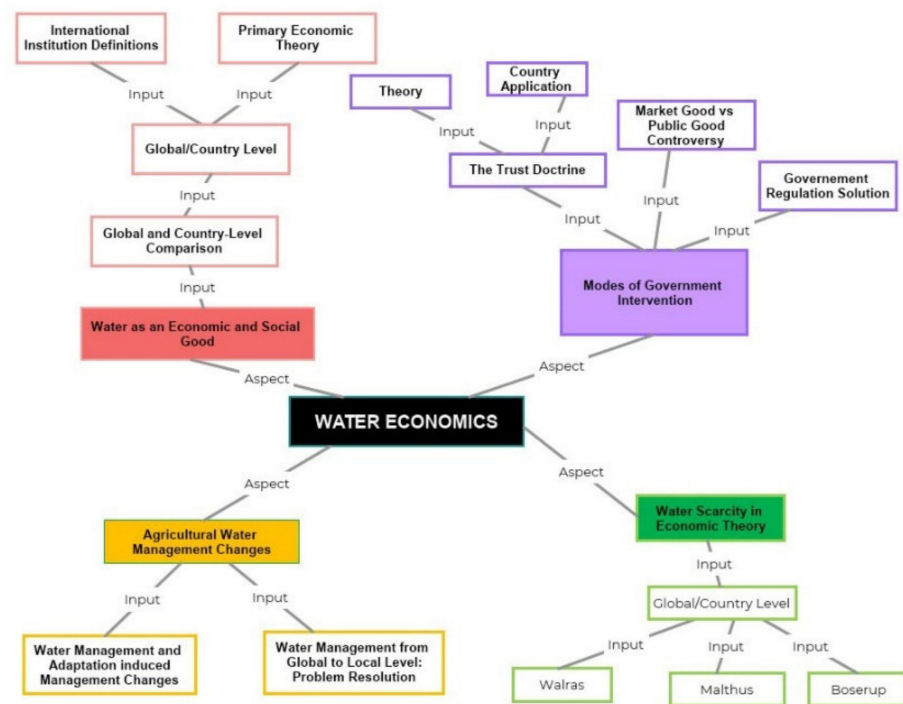 International
Institution Definitions
Primary Economic
Theory
Input
Input
Global/Country Level
Input
Global and Country-Level
Comparison
Input
Water as an Economic and Social
Good
Aspect
Theory
Country
Application
Input
Input
The Trust Doctrine
Market Good vs
Public Good
Controversy
Governement
Regulation Solution
Input
Input
Input
Modes of Government
Intervention
Aspect
WATER ECONOMICS
Aspect
Agricultural Water
Management Changes
Input
Input
Water Management and
Adaptation induced
Management Changes
Water Management from
Global to Local Level:
Problem Resolution
Aspect
Water Scarcity in
Economic Theory
Input
Global/Country Level
Input
Input
Input
Walras
Malthus
Boserup